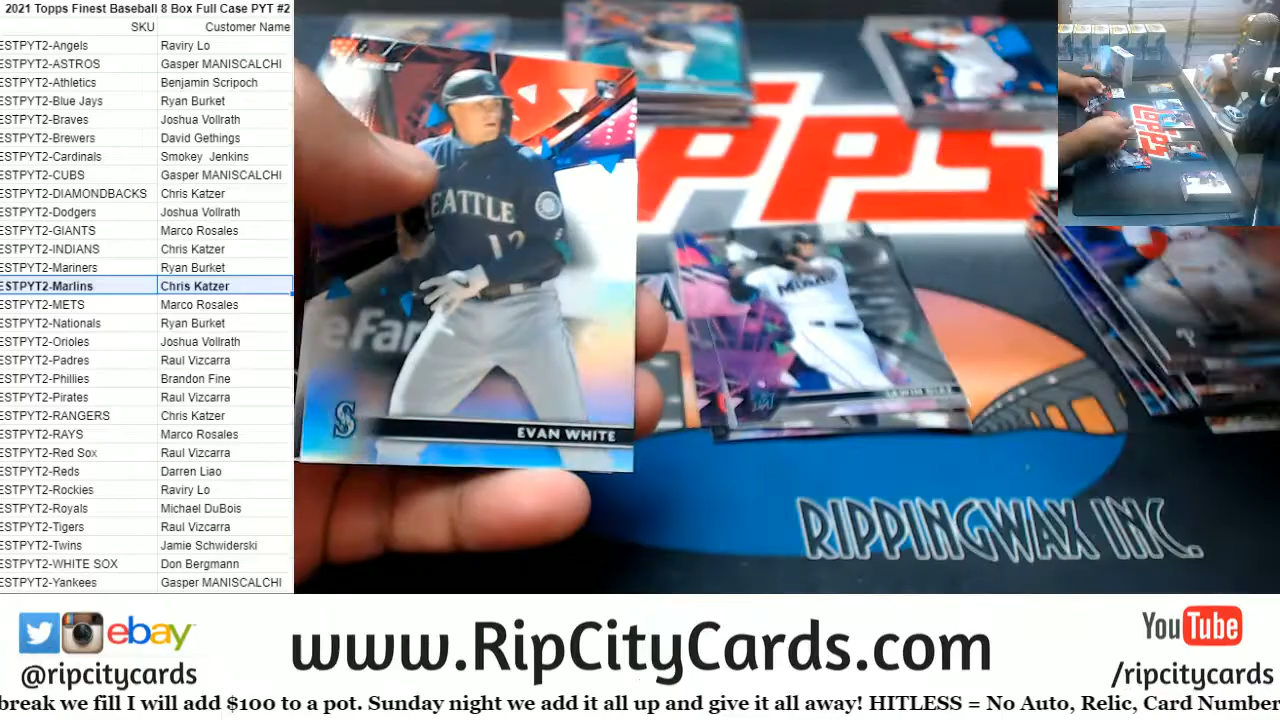 2021 Topps Finest Baseball 8 Box Full Case PYT #2
SKU Customer Name
ESTPYT2-Angels Raviry Lo
ESTPYT2-ASTROS Gasper MANISCALCHI
ESTPYT2-Athletics Benjamin Scripoch
ESTPYT2-Blue Jays Ryan Burket
ESTPYT2-Braves Joshua Vollrath
ESTPYT2-Brewers David Gethings
ESTPYT2-Cardinals Smokey Jenkins
ESTPYT2-CUBS Gasper MANISCALCHI
ESTPYT2-DIAMONDBACKS Chris Katzer
ESTPYT2-Dodgers Joshua Vollrath
ESTPYT2-GIANTS Marco Rosales
ESTPYT2-INDIANS Chris Katzer
ESTPYT2-Mariners Ryan Burket
ESTPYT2-Marlins Chris Katzer
ESTPYT2-METS Marco Rosales
ESTPYT2-Nationals Ryan Burket
ESTPYT2-Orioles Joshua Vollrath
ESTPYT2-Padres Raul Vizcarra
ESTPYT2-Phillies Brandon Fine
ESTPYT2-Pirates Raul Vizcarra
ESTPYT2-RANGERS Chris Katzer
ESTPYT2-RAYS Marco Rosales
ESTPYT2-Red Sox Raul Vizcarra
ESTPYT2-Reds Darren Liao
ESTPYT2-Rockies Raviry Lo
ESTPYT2-Royals Michael DuBois
ESTPYT2-Tigers Raul Vizcarra
ESTPYT2-Twins Jamie Schwiderski
ESTPYT2-WHITE SOX Don Bergmann
ESTPYT2-Yankees Gasper MANISCALCHI
SEATTLE
EVAN WHITE
RIPPINGWAX INC.
ebay
@ripcitycards
www.RipCityCards.com
YouTube
/ripcitycards
break we fill I will add $100 to a pot. Sunday night we add it all up and give it all away! HITLESS = No Auto, Relic, Card Number